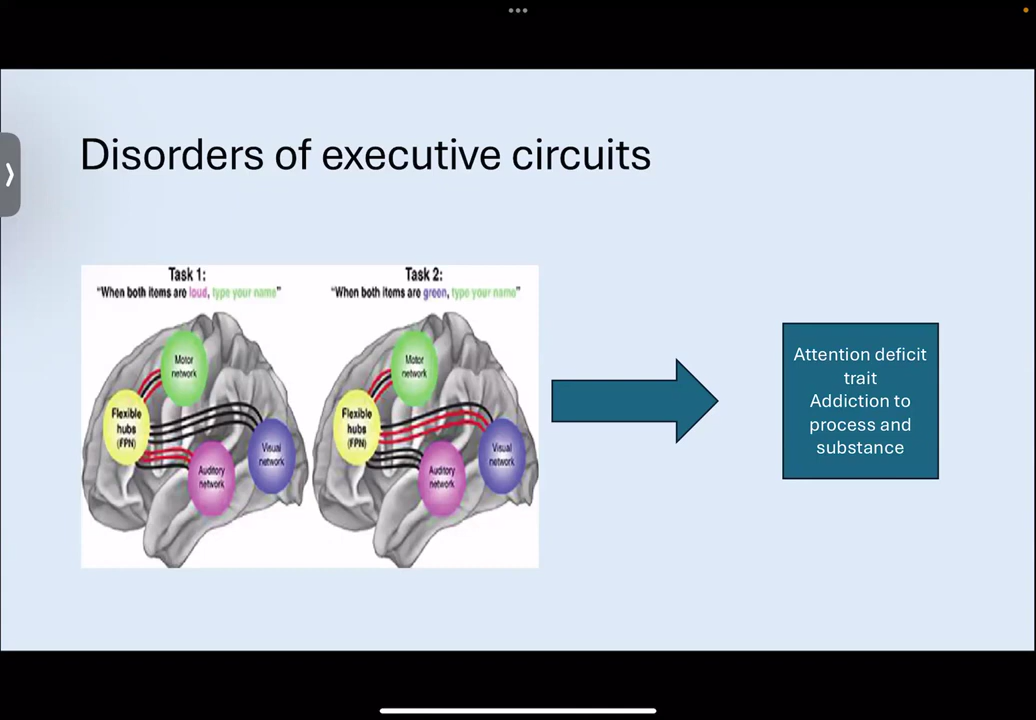 Disorders of executive circuits
Task 1:
"When both items are loud, type your name"
Motor
network
Flexible
hubs
(FPN)
Visual
network
Auditory
network
Task 2:
"When both items are green, type your name"
Motor
network
Flexible
hubs
(FPN)
Visual
network
Auditory
network
Attention deficit
trait
Addiction to
process and
substance